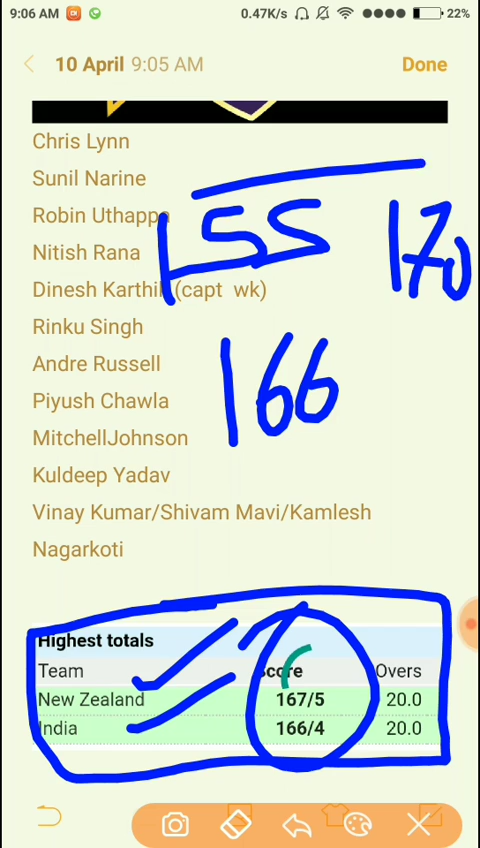 9:06 AM 0.47K/s 22%
10 April 9:05 AM Done
Chris Lynn
Sunil Narine
Robin Uthappa
155 170
Nitish Rana
Dinesh Karthik (capt wk)
Rinku Singh
Andre Russell
166
Piyush Chawla
MitchellJohnson
Kuldeep Yadav
Vinay Kumar/Shivam Mavi/Kamlesh
Nagarkoti
Highest totals
Team Score Overs
New Zealand 167/5 20.0
India 166/4 20.0